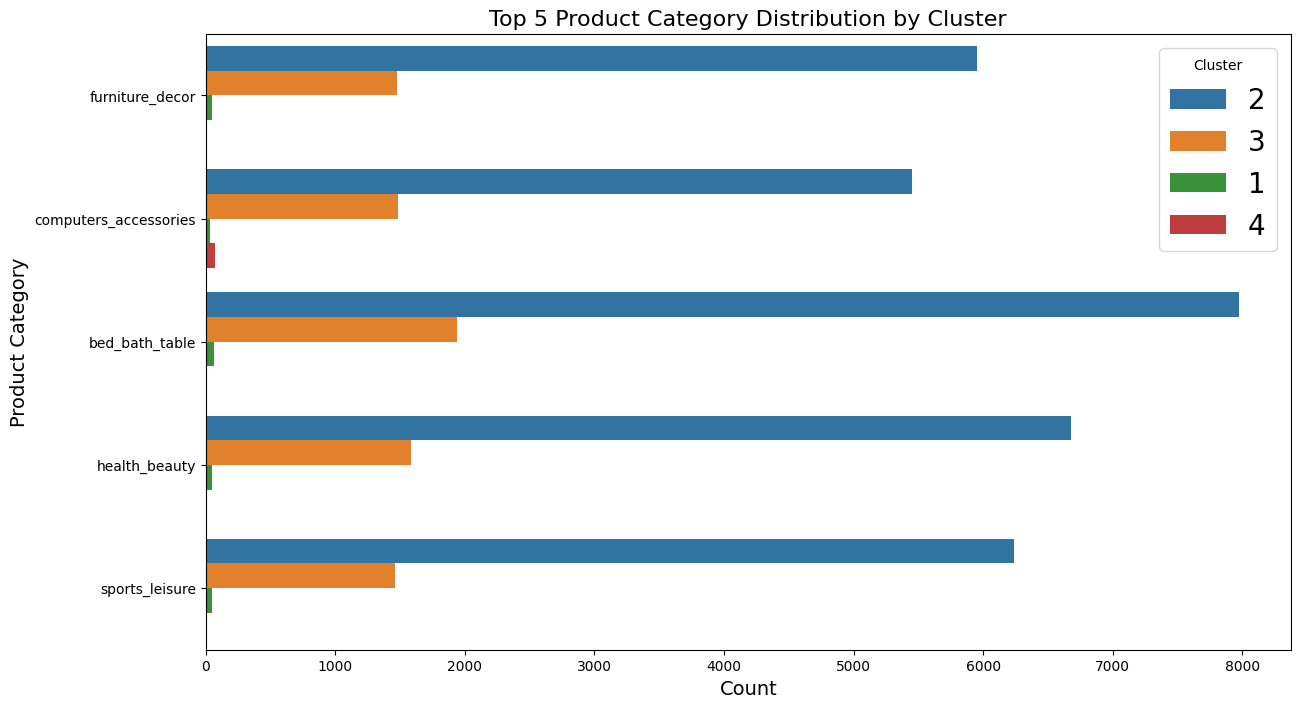 Top 5 Product Category Distribution by Cluster
Cluster
2
3
1
4
Product Category
furniture_decor
computers_accessories
bed_bath_table
health_beauty
sports_leisure
0 1000 2000 3000 4000 5000 6000 7000 8000
Count